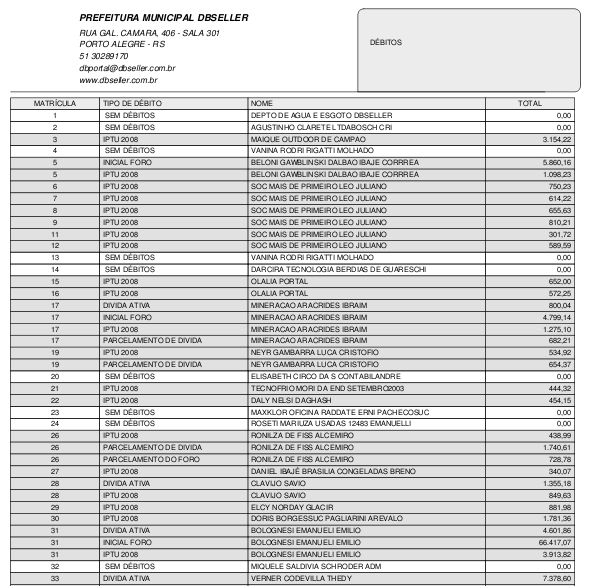 PREFEITURA MUNICIPAL DBSELLER
RUA GAL. CAMARA, 406 - SALA 301
PORTO ALEGRE - RS
51 30289170
dbportal@dbseller.com.br
www.dbseller.com.br
DÉBITOS
MATRÍCULA TIPO DE DÉBITO NOME TOTAL
1 SEM DÉBITOS DEPTO DE AGUA E ESGOTO DBSELLER 0,00
2 SEM DÉBITOS AGUSTINHO CLARETEL TDABOSCH CRI 0,00
3 IPTU 2008 MAIQUE OUTDOOR DE CAMPAO 3.154,22
4 SEM DÉBITOS VANINA RODRI RIGATTI MOLHADO 0,00
5 INICIAL FORO BELONI GAWBLINSKI DALBAO IBAJE CORRREA 5.860,16
5 IPTU 2008 BELONI GAWBLINSKI DALBAO IBAJE CORRREA 1.098,23
6 IPTU 2008 SOC MAIS DE PRIMEIRO LEO JULIANO 750,23
7 IPTU 2008 SOC MAIS DE PRIMEIRO LEO JULIANO 614,22
8 IPTU 2008 SOC MAIS DE PRIMEIRO LEO JULIANO 655,63
9 IPTU 2008 SOC MAIS DE PRIMEIRO LEO JULIANO 810,21
11 IPTU 2008 SOC MAIS DE PRIMEIRO LEO JULIANO 301,72
12 IPTU 2008 SOC MAIS DE PRIMEIRO LEO JULIANO 589,59
13 SEM DÉBITOS VANINA RODRI RIGATTI MOLHADO 0,00
14 SEM DÉBITOS DARCIRA TECNOLOGIA BERDIAS DE GUARESCHI 0,00
15 IPTU 2008 OLALIA PORTAL 652,00
16 IPTU 2008 OLALIA PORTAL 572,25
17 DIVIDA ATIVA MINERACAO ARACRIDES IBRAIM 800,04
17 INICIAL FORO MINERACAO ARACRIDES IBRAIM 4.799,14
17 IPTU 2008 MINERACAO ARACRIDES IBRAIM 1.275,10
17 PARCELAMENTO DE DIVIDA MINERACAO ARACRIDES IBRAIM 682,21
19 IPTU 2008 NEYR GAMBARRA LUCA CRISTOFIO 534,92
19 PARCELAMENTO DE DIVIDA NEYR GAMBARRA LUCA CRISTOFIO 654,37
20 SEM DÉBITOS ELISABETH CIRCO DA S CONTABILANDRE 0,00
21 IPTU 2008 TECNOFRIO MORI DA END SETEMBRO2003 444,32
22 IPTU 2008 DALY NELSI DAGHASH 454,15
23 SEM DÉBITOS MAXKLOR OFICINA RADDATE ERNI PACHECOSUC 0,00
24 SEM DÉBITOS ROSETI MARIUZA USADAS 12483 EMANUELLI 0,00
26 IPTU 2008 RONILZA DE FISS ALCEMIRO 438,99
26 PARCELAMENTO DE DIVIDA RONILZA DE FISS ALCEMIRO 1.740,61
26 PARCELAMENTO DO FORO RONILZA DE FISS ALCEMIRO 728,78
27 IPTU 2008 DANIEL IBAJÉ BRASILIA CONGELADAS BRENO 340,07
28 DIVIDA ATIVA CLAVIJO SAVIO 1.355,18
28 IPTU 2008 CLAVIJO SAVIO 849,63
29 IPTU 2008 ELCY NORDAY GLACIR 881,98
30 IPTU 2008 DORIS BORGESSUC PAGLIARINI AREVALO 1.781,36
31 DIVIDA ATIVA BOLOGNESI EMANUELI EMILIO 4.601,86
31 INICIAL FORO BOLOGNESI EMANUELI EMILIO 66.417,07
31 IPTU 2008 BOLOGNESI EMANUELI EMILIO 3.913,82
32 SEM DÉBITOS MIQUELE SALDIVIA SCHRODER ADM 0,00
33 DIVIDA ATIVA VERNER CODEVILLA THEDY 7.378,60